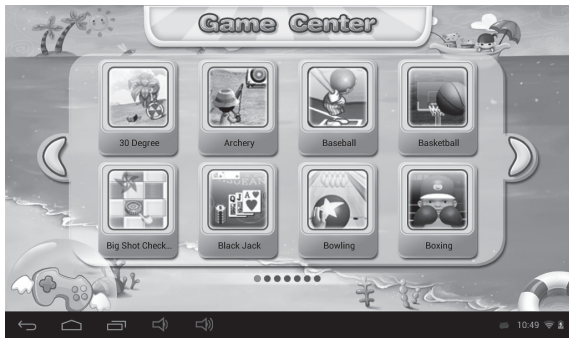 Game Center
30 Degree
Archery
Baseball
Basketball
Big Shot Check...
Black Jack
Bowling
Boxing
10:49